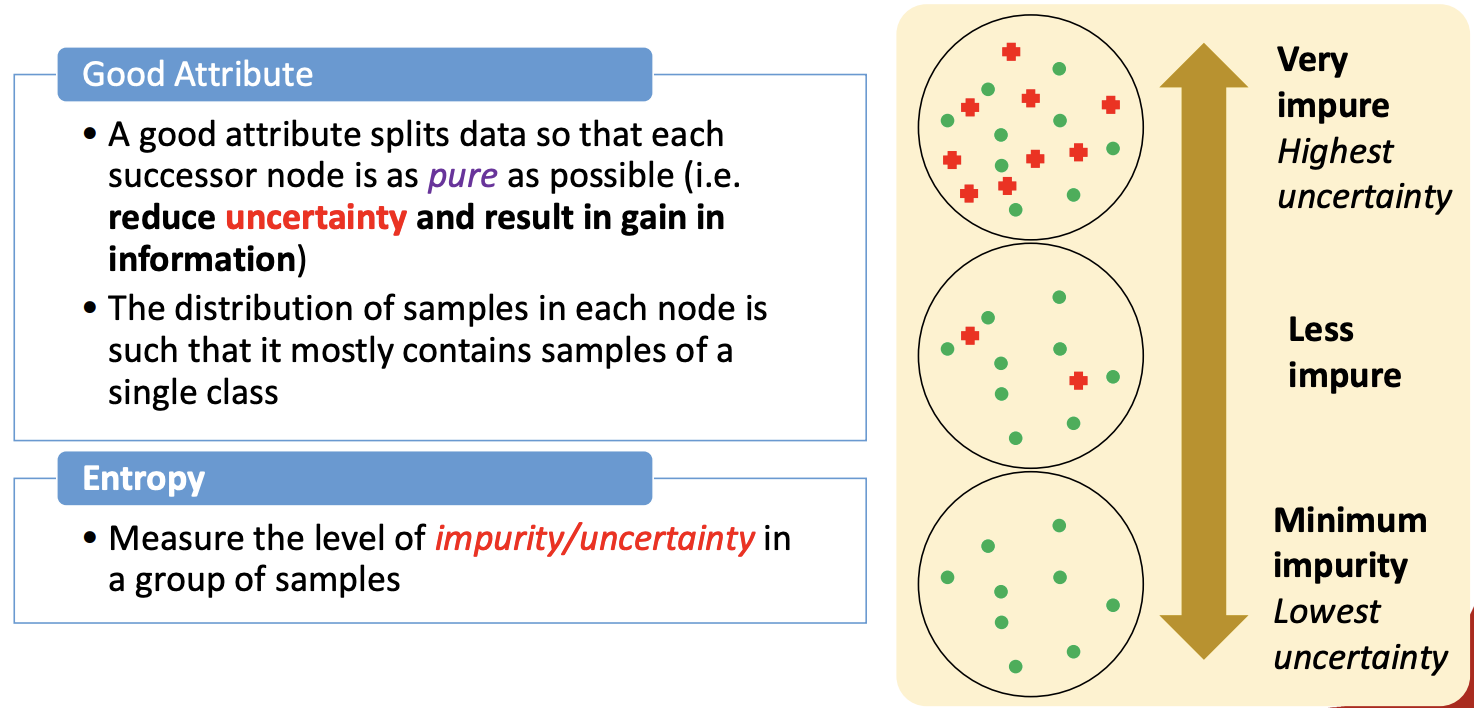 Good Attribute
• A good attribute splits data so that each
successor node is as pure as possible (i.e.
reduce uncertainty and result in gain in
information)
• The distribution of samples in each node is
such that it mostly contains samples of a
single class
Entropy
• Measure the level of impurity/uncertainty in
a group of samples
Very
impure
Highest
uncertainty
Less
impure
Minimum
impurity
Lowest
uncertainty